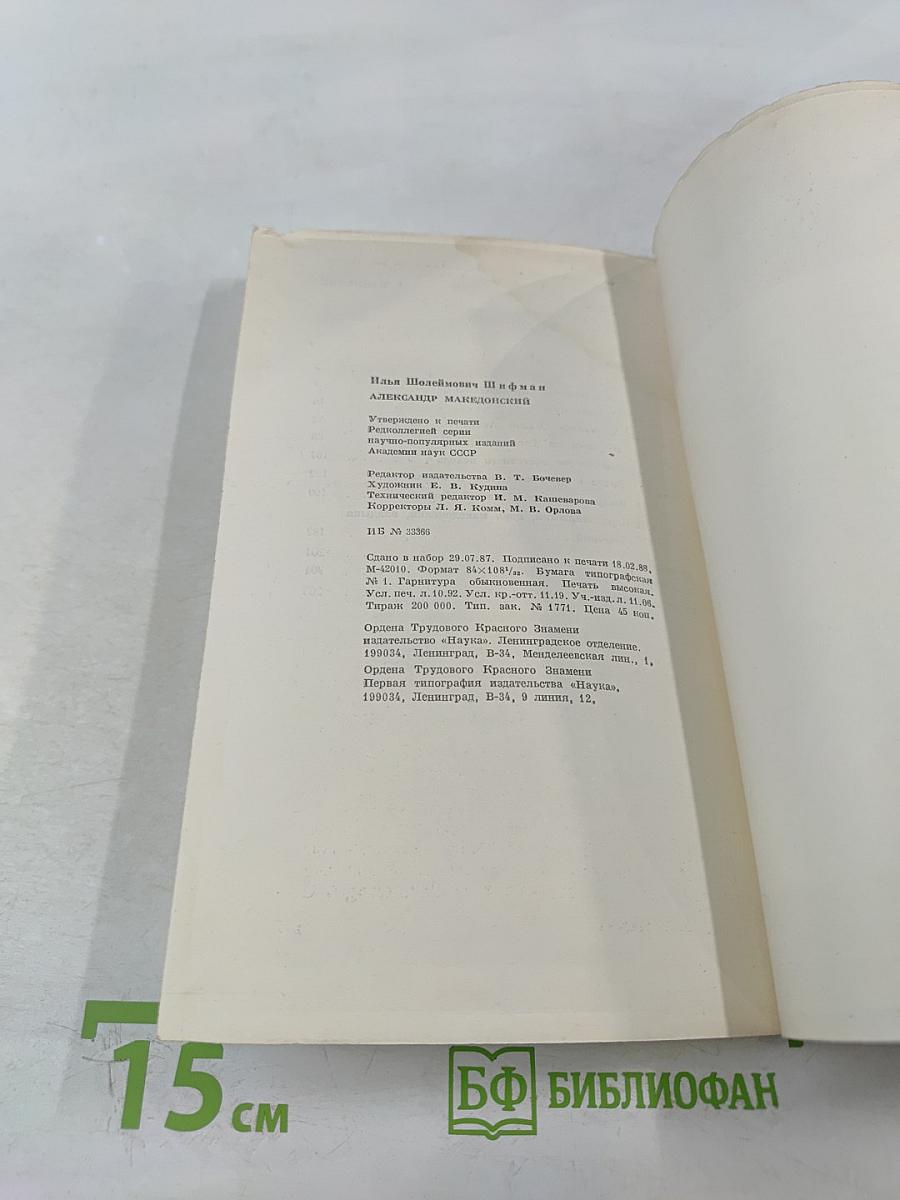 Илья Шолеймович Шифман
АЛЕКСАНДР МАКЕДОНСКИЙ
Утверждено к печати
Редколлегией серии
научно-популярных изданий
Академии наук СССР
Редактор издательства В. Т. Бочевер
Художник Е. В. Кудина
Технический редактор И. М. Кашеварова
Корректоры Л. Я. Комм, М. В. Орлова
ИБ № 33366
Сдано в набор 29.07.87. Подписано к печати 18.02.88.
М-42010. Формат 84×108¹/₃₂. Бумага типографская
№ 1. Гарнитура обыкновенная. Печать высокая.
Усл. печ. л. 10.92. Усл. кр.-отт. 11.19. Уч.-изд. л. 11.06.
Тираж 200 000. Тип. зак. № 1771. Цена 45 коп.
Ордена Трудового Красного Знамени
издательство «Наука». Ленинградское отделение.
199034, Ленинград, В-34, Менделеевская лин., 1.
Ордена Трудового Красного Знамени
Первая типография издательства «Наука».
199034, Ленинград, В-34, 9 линия, 12.
15 см
БФ БИБЛИОФАН